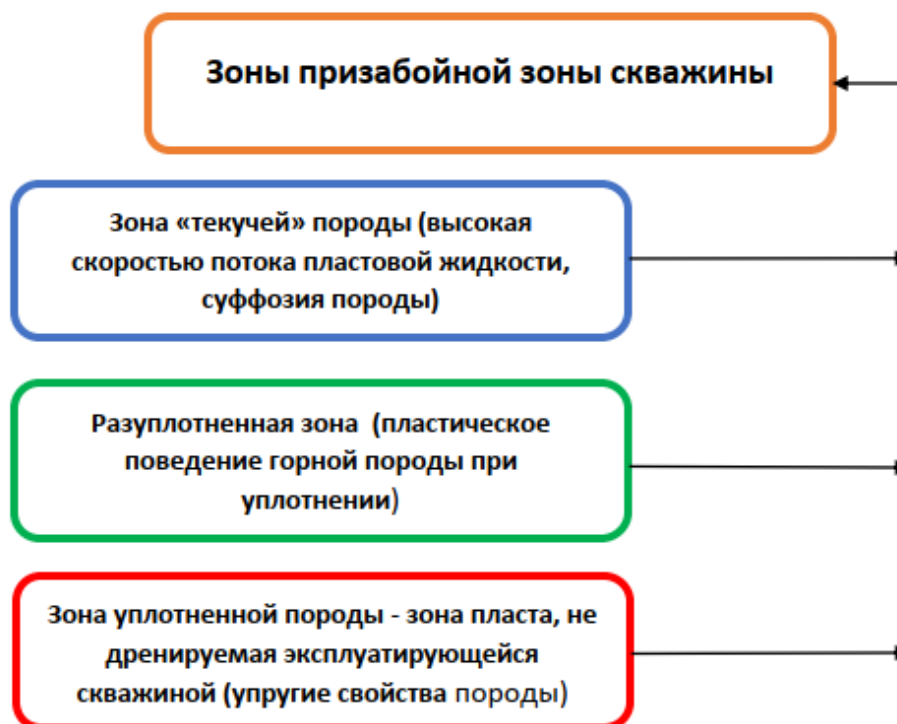 Зоны призабойной зоны скважины
Зона «текучей» породы (высокая
скоростью потока пластовой жидкости,
суффозия породы)
Разуплотненная зона (пластическое
поведение горной породы при
уплотнении)
Зона уплотненной породы - зона пласта, не
дренируемая эксплуатирующейся
скважиной (упругие свойства породы)